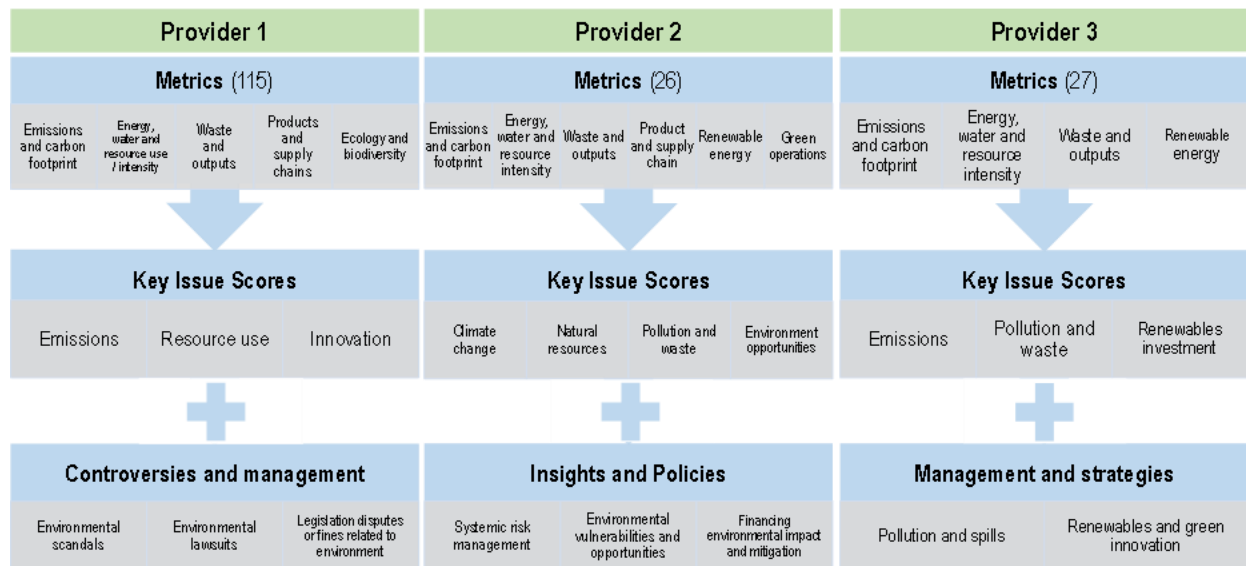 Provider 1
Provider 2
Provider 3
Metrics (115)
Metrics (26)
Metrics (27)
Emissions
and carbon
footprint
Energy,
water and
resource use
/ intensity
Waste
and
outputs
Products
and
supply
chains
Ecology and
biodiversity
Emissions
and carbon
footprint
Energy,
water and
resource
intensity
Waste and
outputs
Product
and supply
chain
Renewable
energy
Green
operations
Emissions
and carbon
footprint
Energy,
water and
resource
intensity
Waste and
outputs
Renewable
energy
Key Issue Scores
Key Issue Scores
Key Issue Scores
Emissions
Resource use
Innovation
Climate
change
Natural
resources
Pollution and
waste
Environment
opportunities
Emissions
Pollution and
waste
Renewables
investment
Controversies and management
Insights and Policies
Management and strategies
Environmental
scandals
Environmental
lawsuits
Legislation disputes
or fines related to
environment
Systemic risk
management
Environmental
vulnerabilities and
opportunities
Financing
environmental impact
and mitigation
Pollution and spills
Renewables and green
innovation